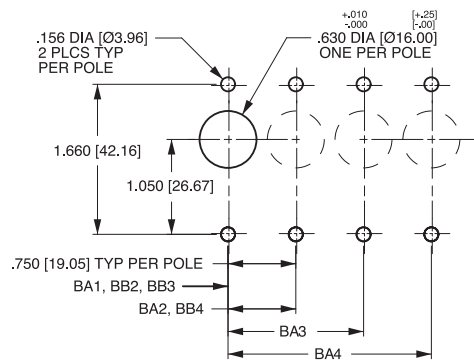 +.010 [+.25]
-.000 [-.00]
.156 DIA [Ø3.96] .630 DIA [Ø16.00]
2 PLCS TYP ONE PER POLE
PER POLE
1.660 [42.16]
1.050 [26.67]
.750 [19.05] TYP PER POLE
BA1, BB2, BB3
BA2, BB4
BA3
BA4